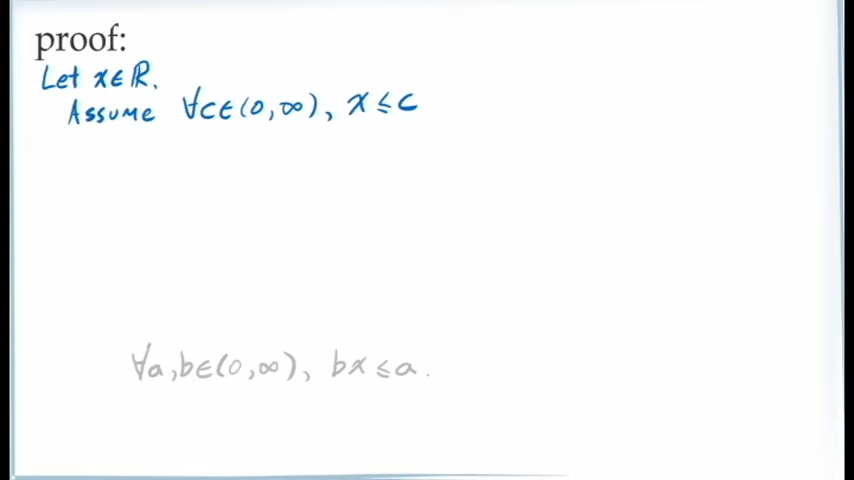 proof:
Let x∈ℝ.
Assume ∀c∈(0,∞), x≤c
∀a,b∈(0,∞), bx≤a.